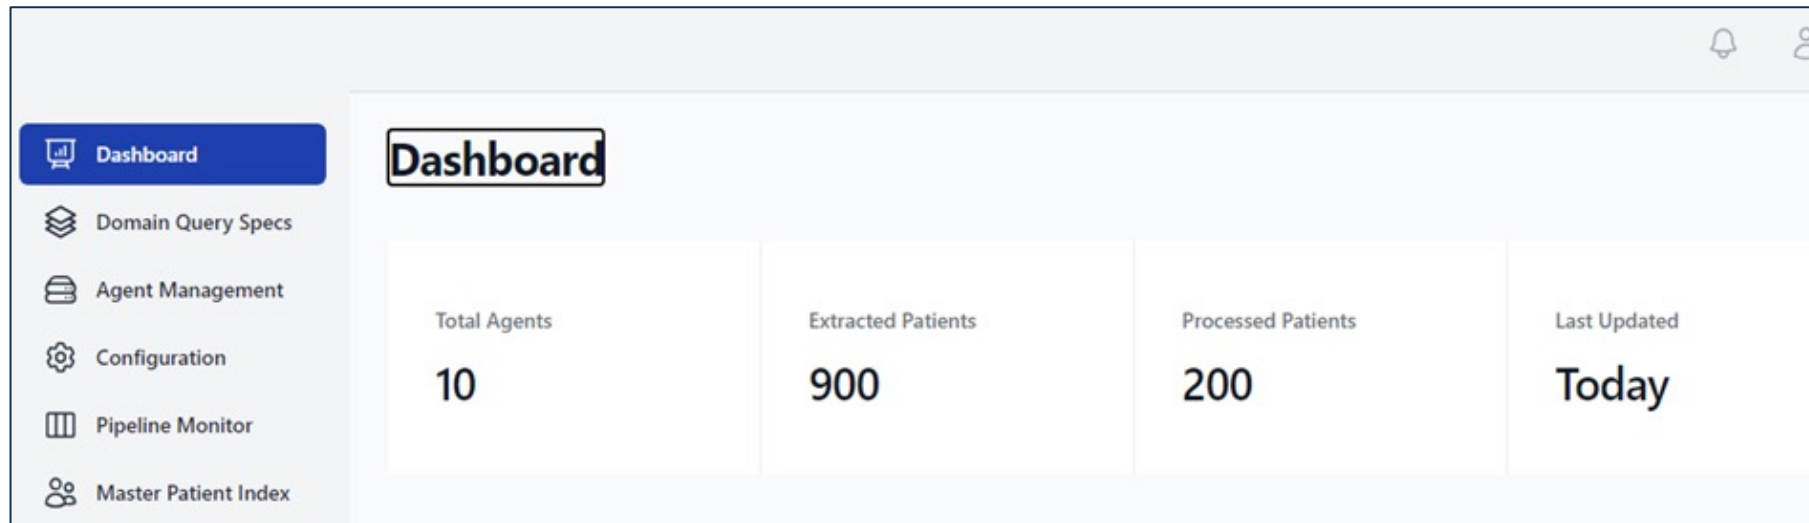 Dashboard
Domain Query Specs
Agent Management
Configuration
Pipeline Monitor
Master Patient Index
Dashboard
Total Agents
10
Extracted Patients
900
Processed Patients
200
Last Updated
Today